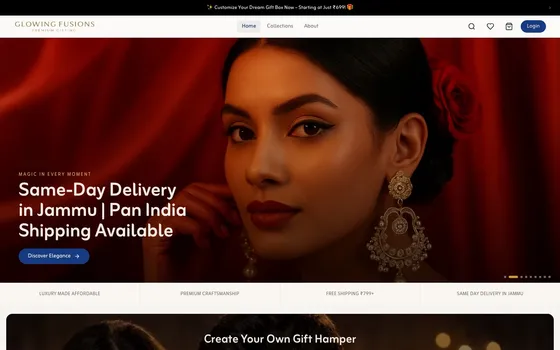 ✨ Customize Your Dream Gift Box Now – Starting at Just ₹699! 🎁
GLOWING FUSIONS
PREMIUM GIFTING
Home
Collections
About
Login
MAGIC IN EVERY MOMENT
Same-Day Delivery
in Jammu | Pan India
Shipping Available
Discover Elegance →
LUXURY MADE AFFORDABLE
PREMIUM CRAFTSMANSHIP
FREE SHIPPING ₹799+
SAME DAY DELIVERY IN JAMMU
Create Your Own Gift Hamper